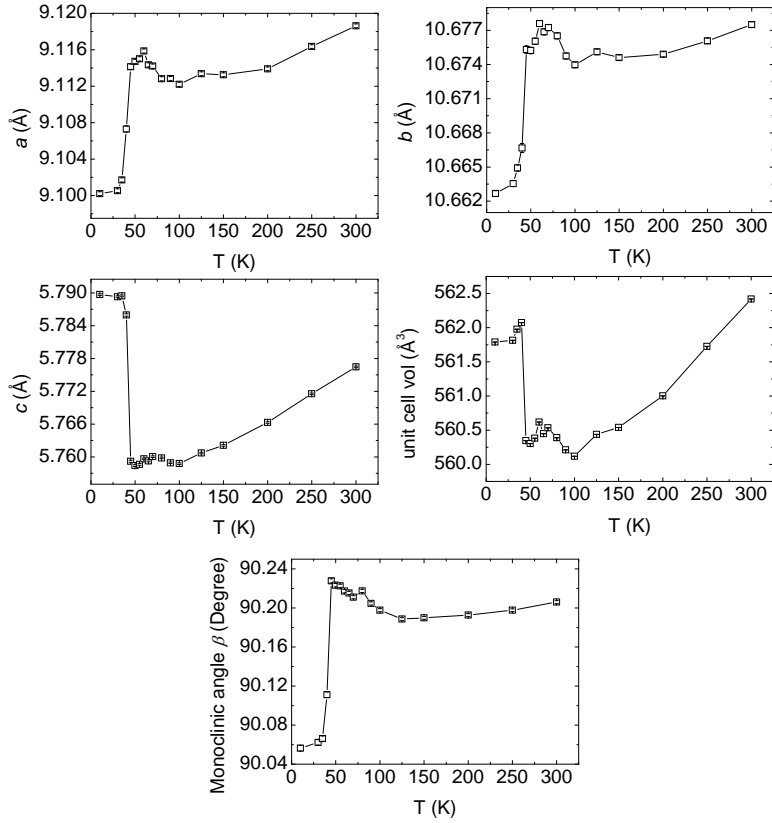 9.120
9.116
9.112
9.108
9.104
9.100
a (Å)
0 50 100 150 200 250 300
T (K)
10.677
10.674
10.671
10.668
10.665
10.662
b (Å)
0 50 100 150 200 250 300
T (K)
5.790
5.784
5.778
5.772
5.766
5.760
c (Å)
0 50 100 150 200 250 300
T (K)
562.5
562.0
561.5
561.0
560.5
560.0
unit cell vol (Å³)
0 50 100 150 200 250 300
T (K)
90.24
90.20
90.16
90.12
90.08
90.04
Monoclinic angle β (Degree)
0 50 100 150 200 250 300
T (K)